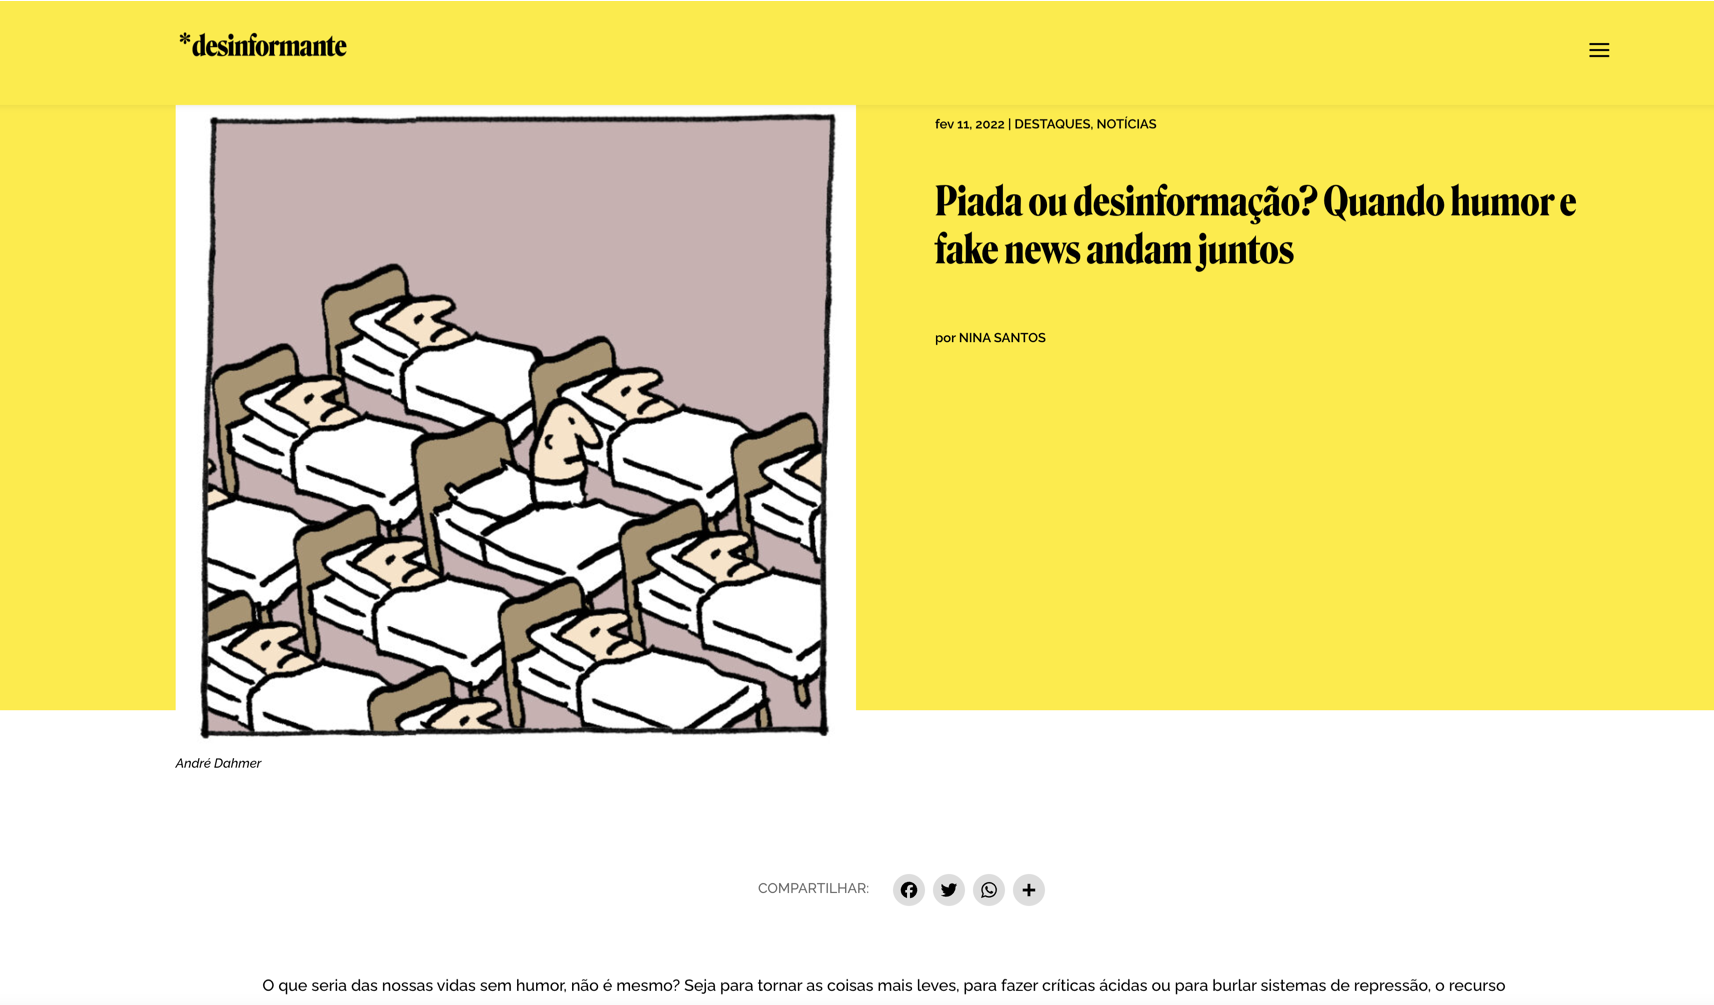 *desinformante
fev 11, 2022 | DESTAQUES, NOTÍCIAS
Piada ou desinformação? Quando humor e
fake news andam juntos
por NINA SANTOS
André Dahmer
COMPARTILHAR:
O que seria das nossas vidas sem humor, não é mesmo? Seja para tornar as coisas mais leves, para fazer críticas ácidas ou para burlar sistemas de repressão, o recurso